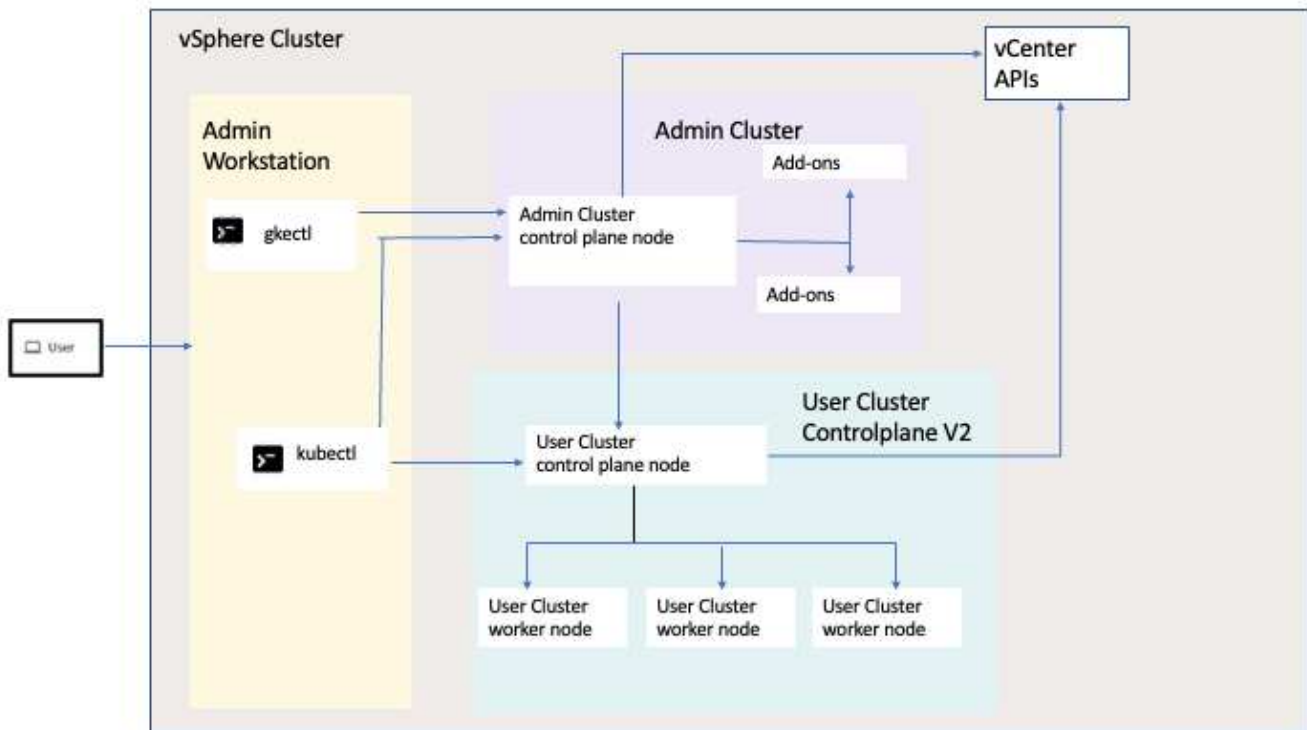 vSphere Cluster
vCenter
APIs
Admin
Workstation
Admin Cluster
Add-ons
gkectl
Admin Cluster
control plane node
Add-ons
User
User Cluster
Controlplane V2
kubectl
User Cluster
control plane node
User Cluster
worker node
User Cluster
worker node
User Cluster
worker node